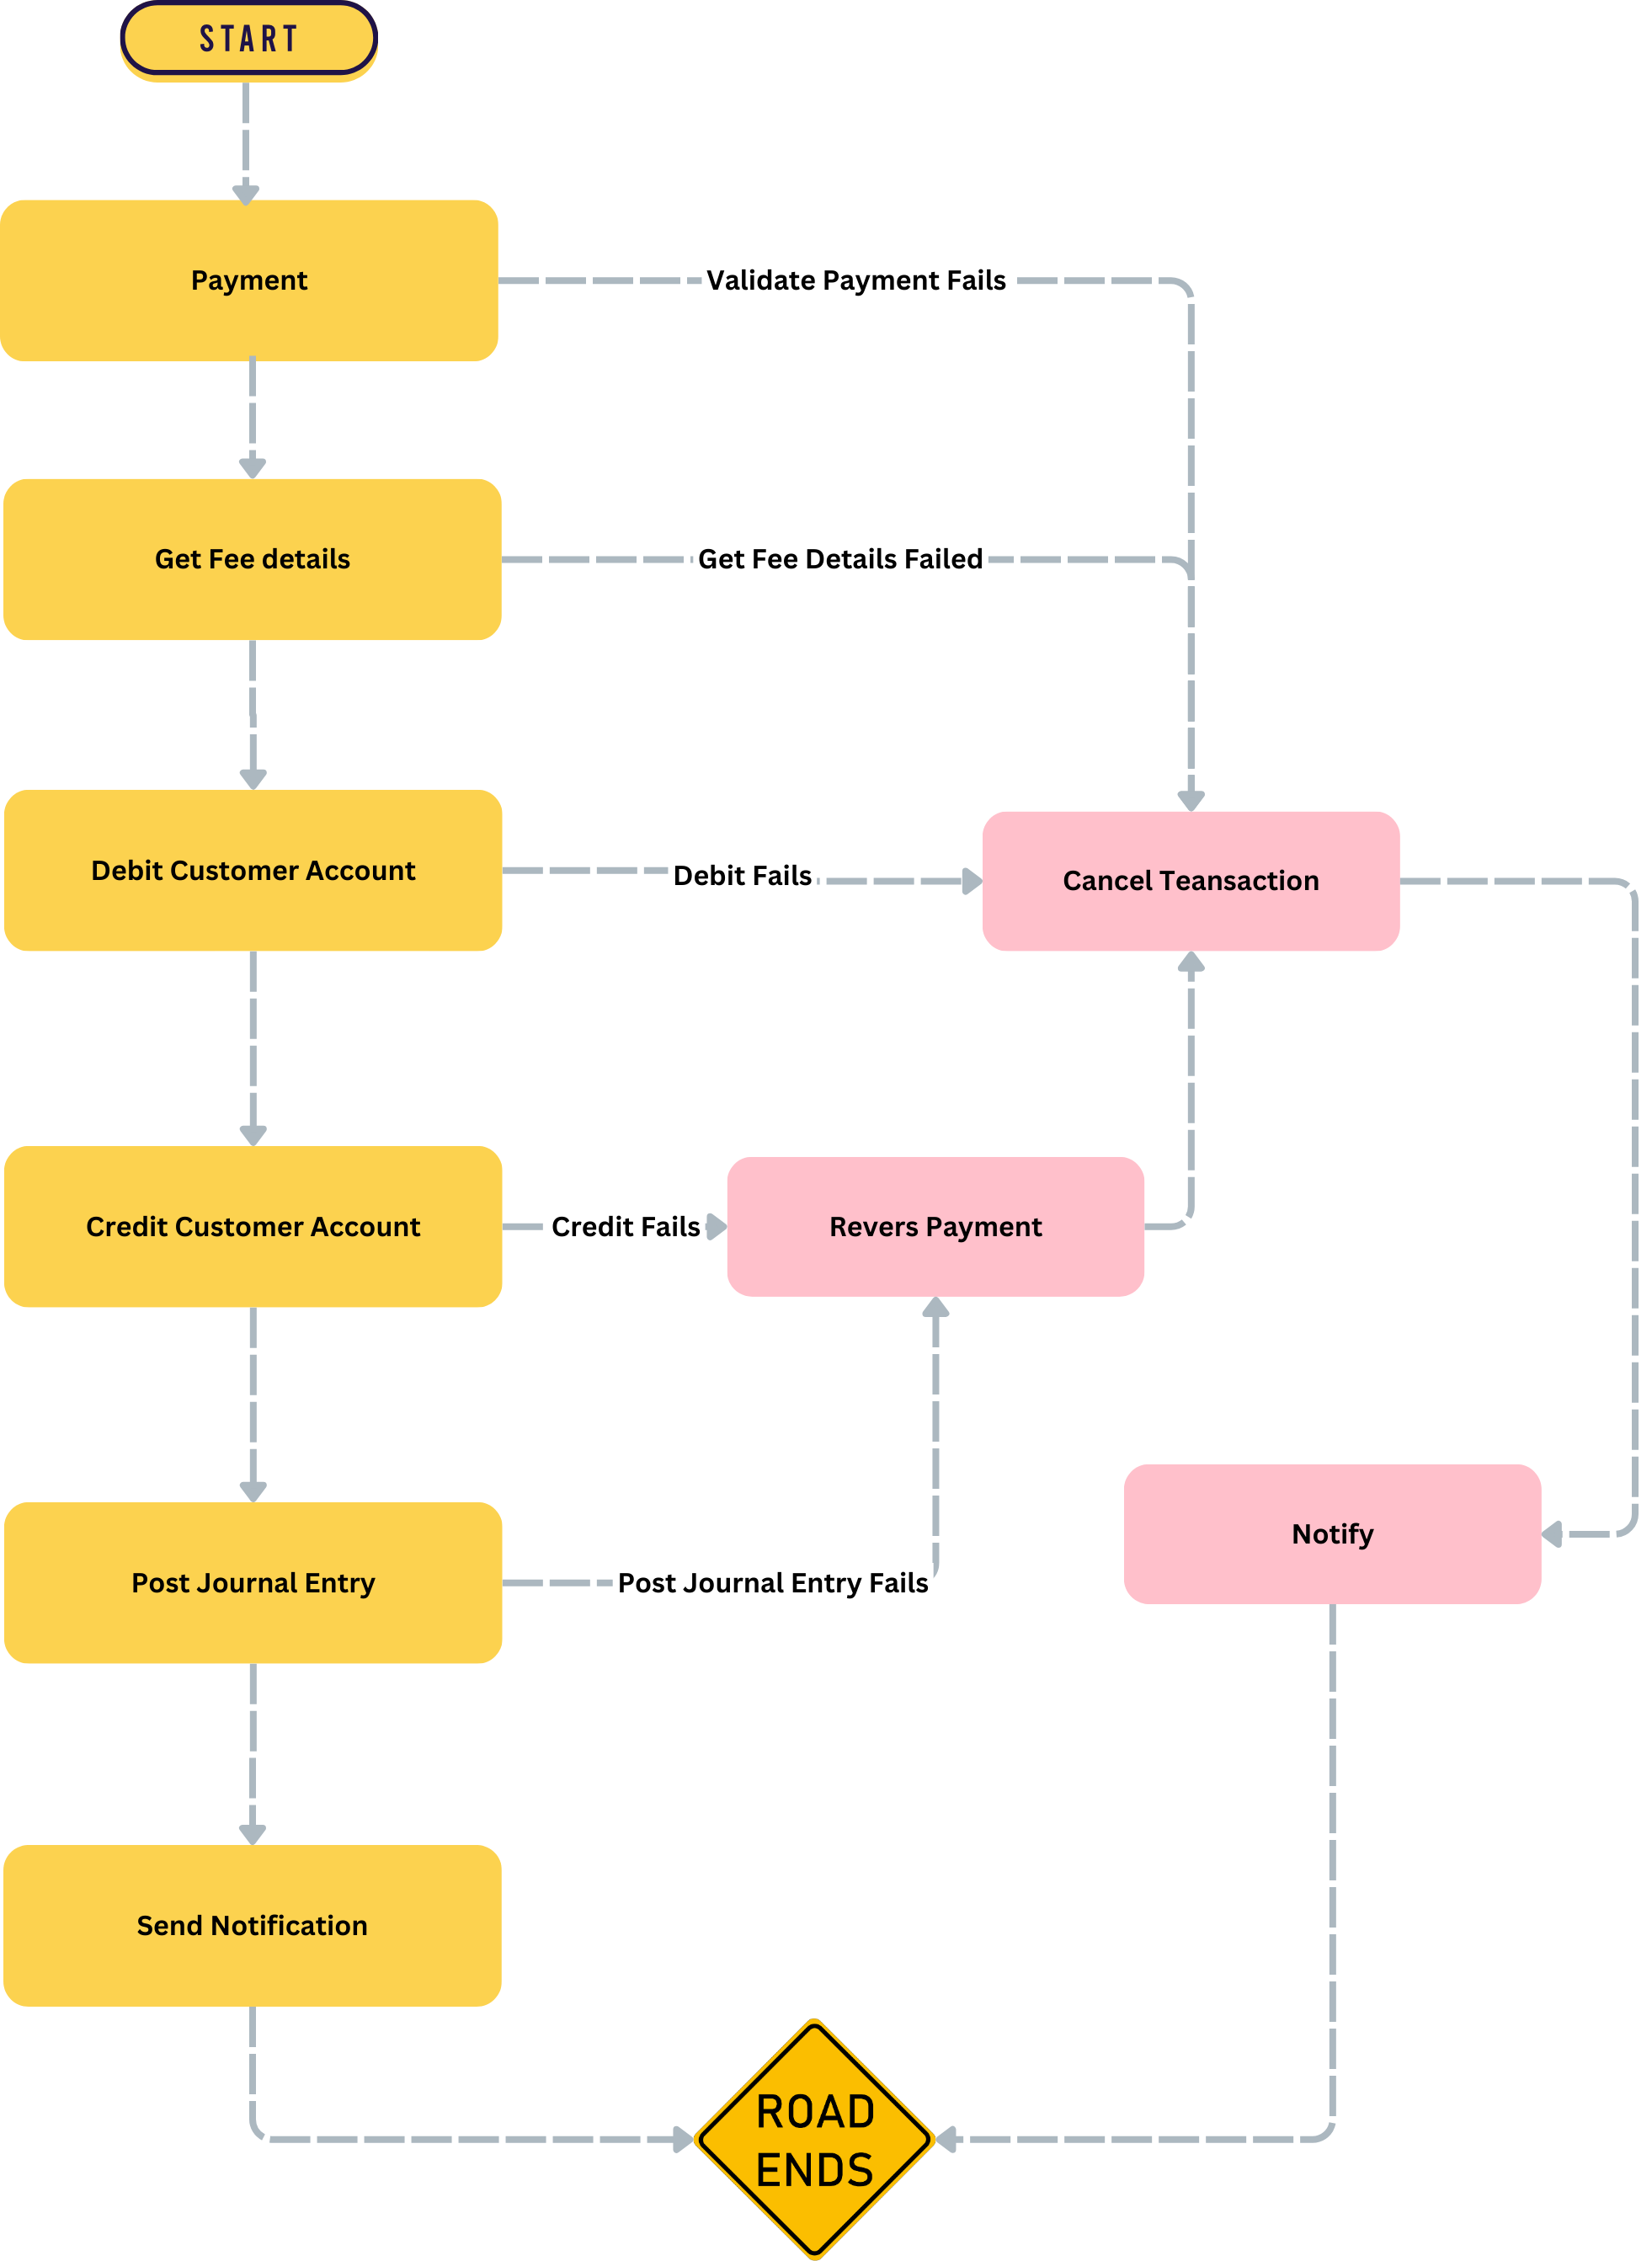 START
Payment
Validate Payment Fails
Get Fee details
Get Fee Details Failed
Debit Customer Account
Debit Fails
Cancel Teansaction
Credit Customer Account
Credit Fails
Revers Payment
Notify
Post Journal Entry
Post Journal Entry Fails
Send Notification
ROAD
ENDS